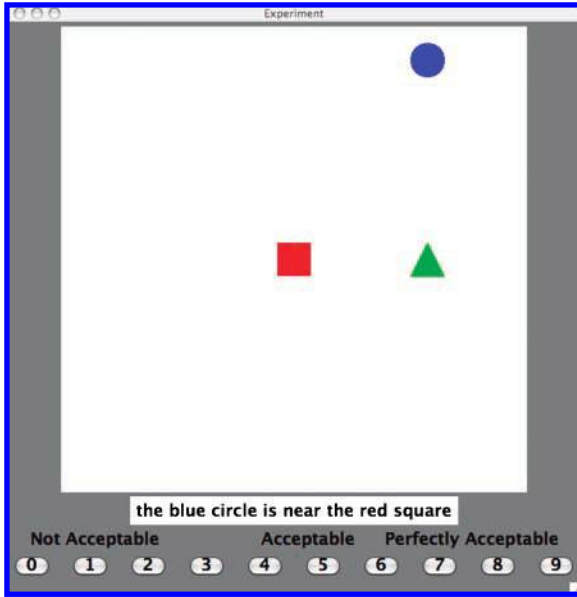 Experiment
the blue circle is near the red square
Not Acceptable Acceptable Perfectly Acceptable
0 1 2 3 4 5 6 7 8 9